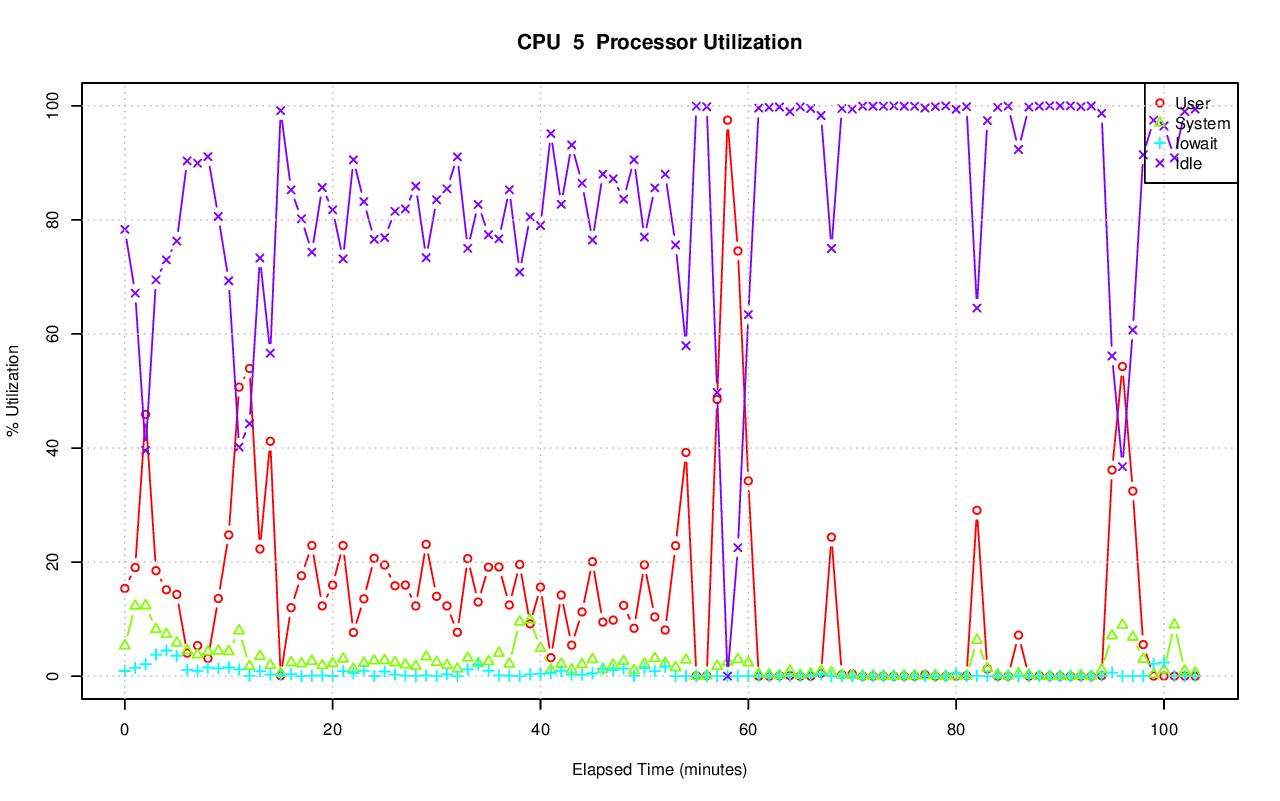 CPU  5  Processor Utilization
User
System
Iowait
Idle
% Utilization
100
80
60
40
20
0
0 20 40 60 80 100
Elapsed Time (minutes)